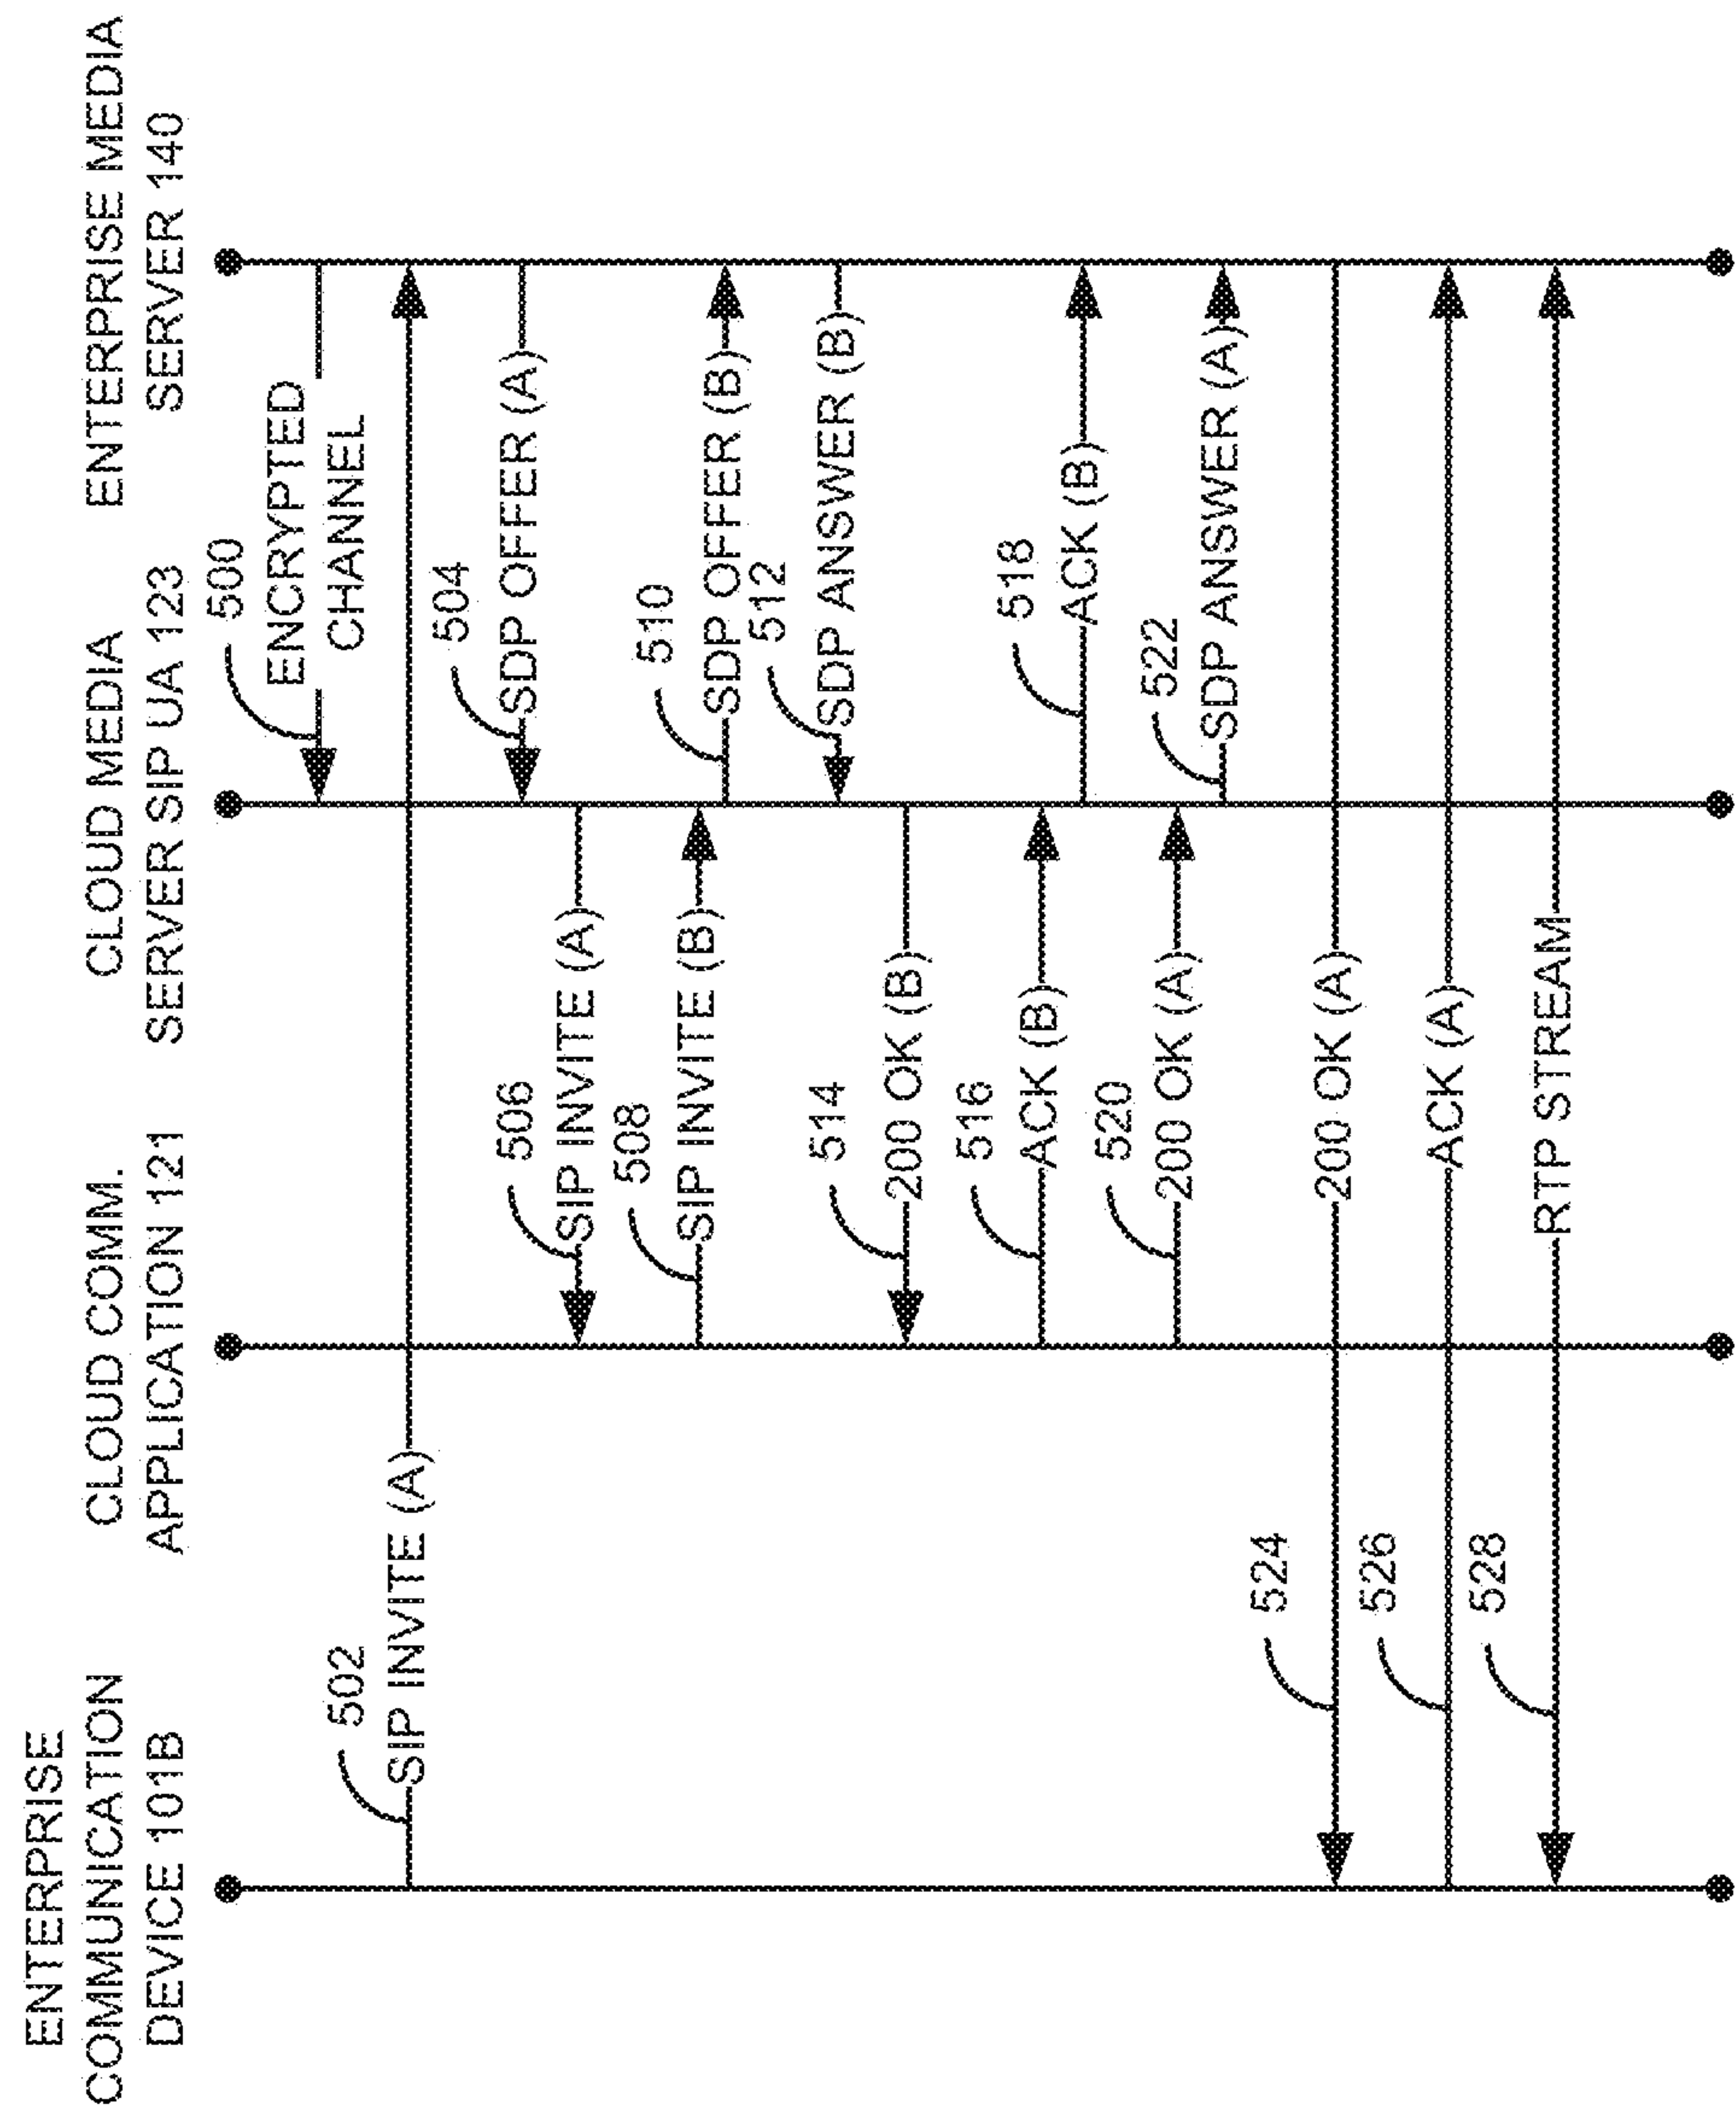 ENTERPRISE
COMMUNICATION
DEVICE 101B
CLOUD COMM.
APPLICATION 121
CLOUD MEDIA
SERVER SIP UA 123
ENTERPRISE MEDIA
SERVER 140
500
ENCRYPTED
CHANNEL
502
SIP INVITE (A)
504
SDP OFFER (A)
506
SIP INVITE (A)
508
SIP INVITE (B)
510
SDP OFFER (B)
512
SDP ANSWER (B)
514
200 OK (B)
516
ACK (B)
518
ACK (B)
520
200 OK (A)
522
SDP ANSWER (A)
524
200 OK (A)
526
ACK (A)
528
RTP STREAM